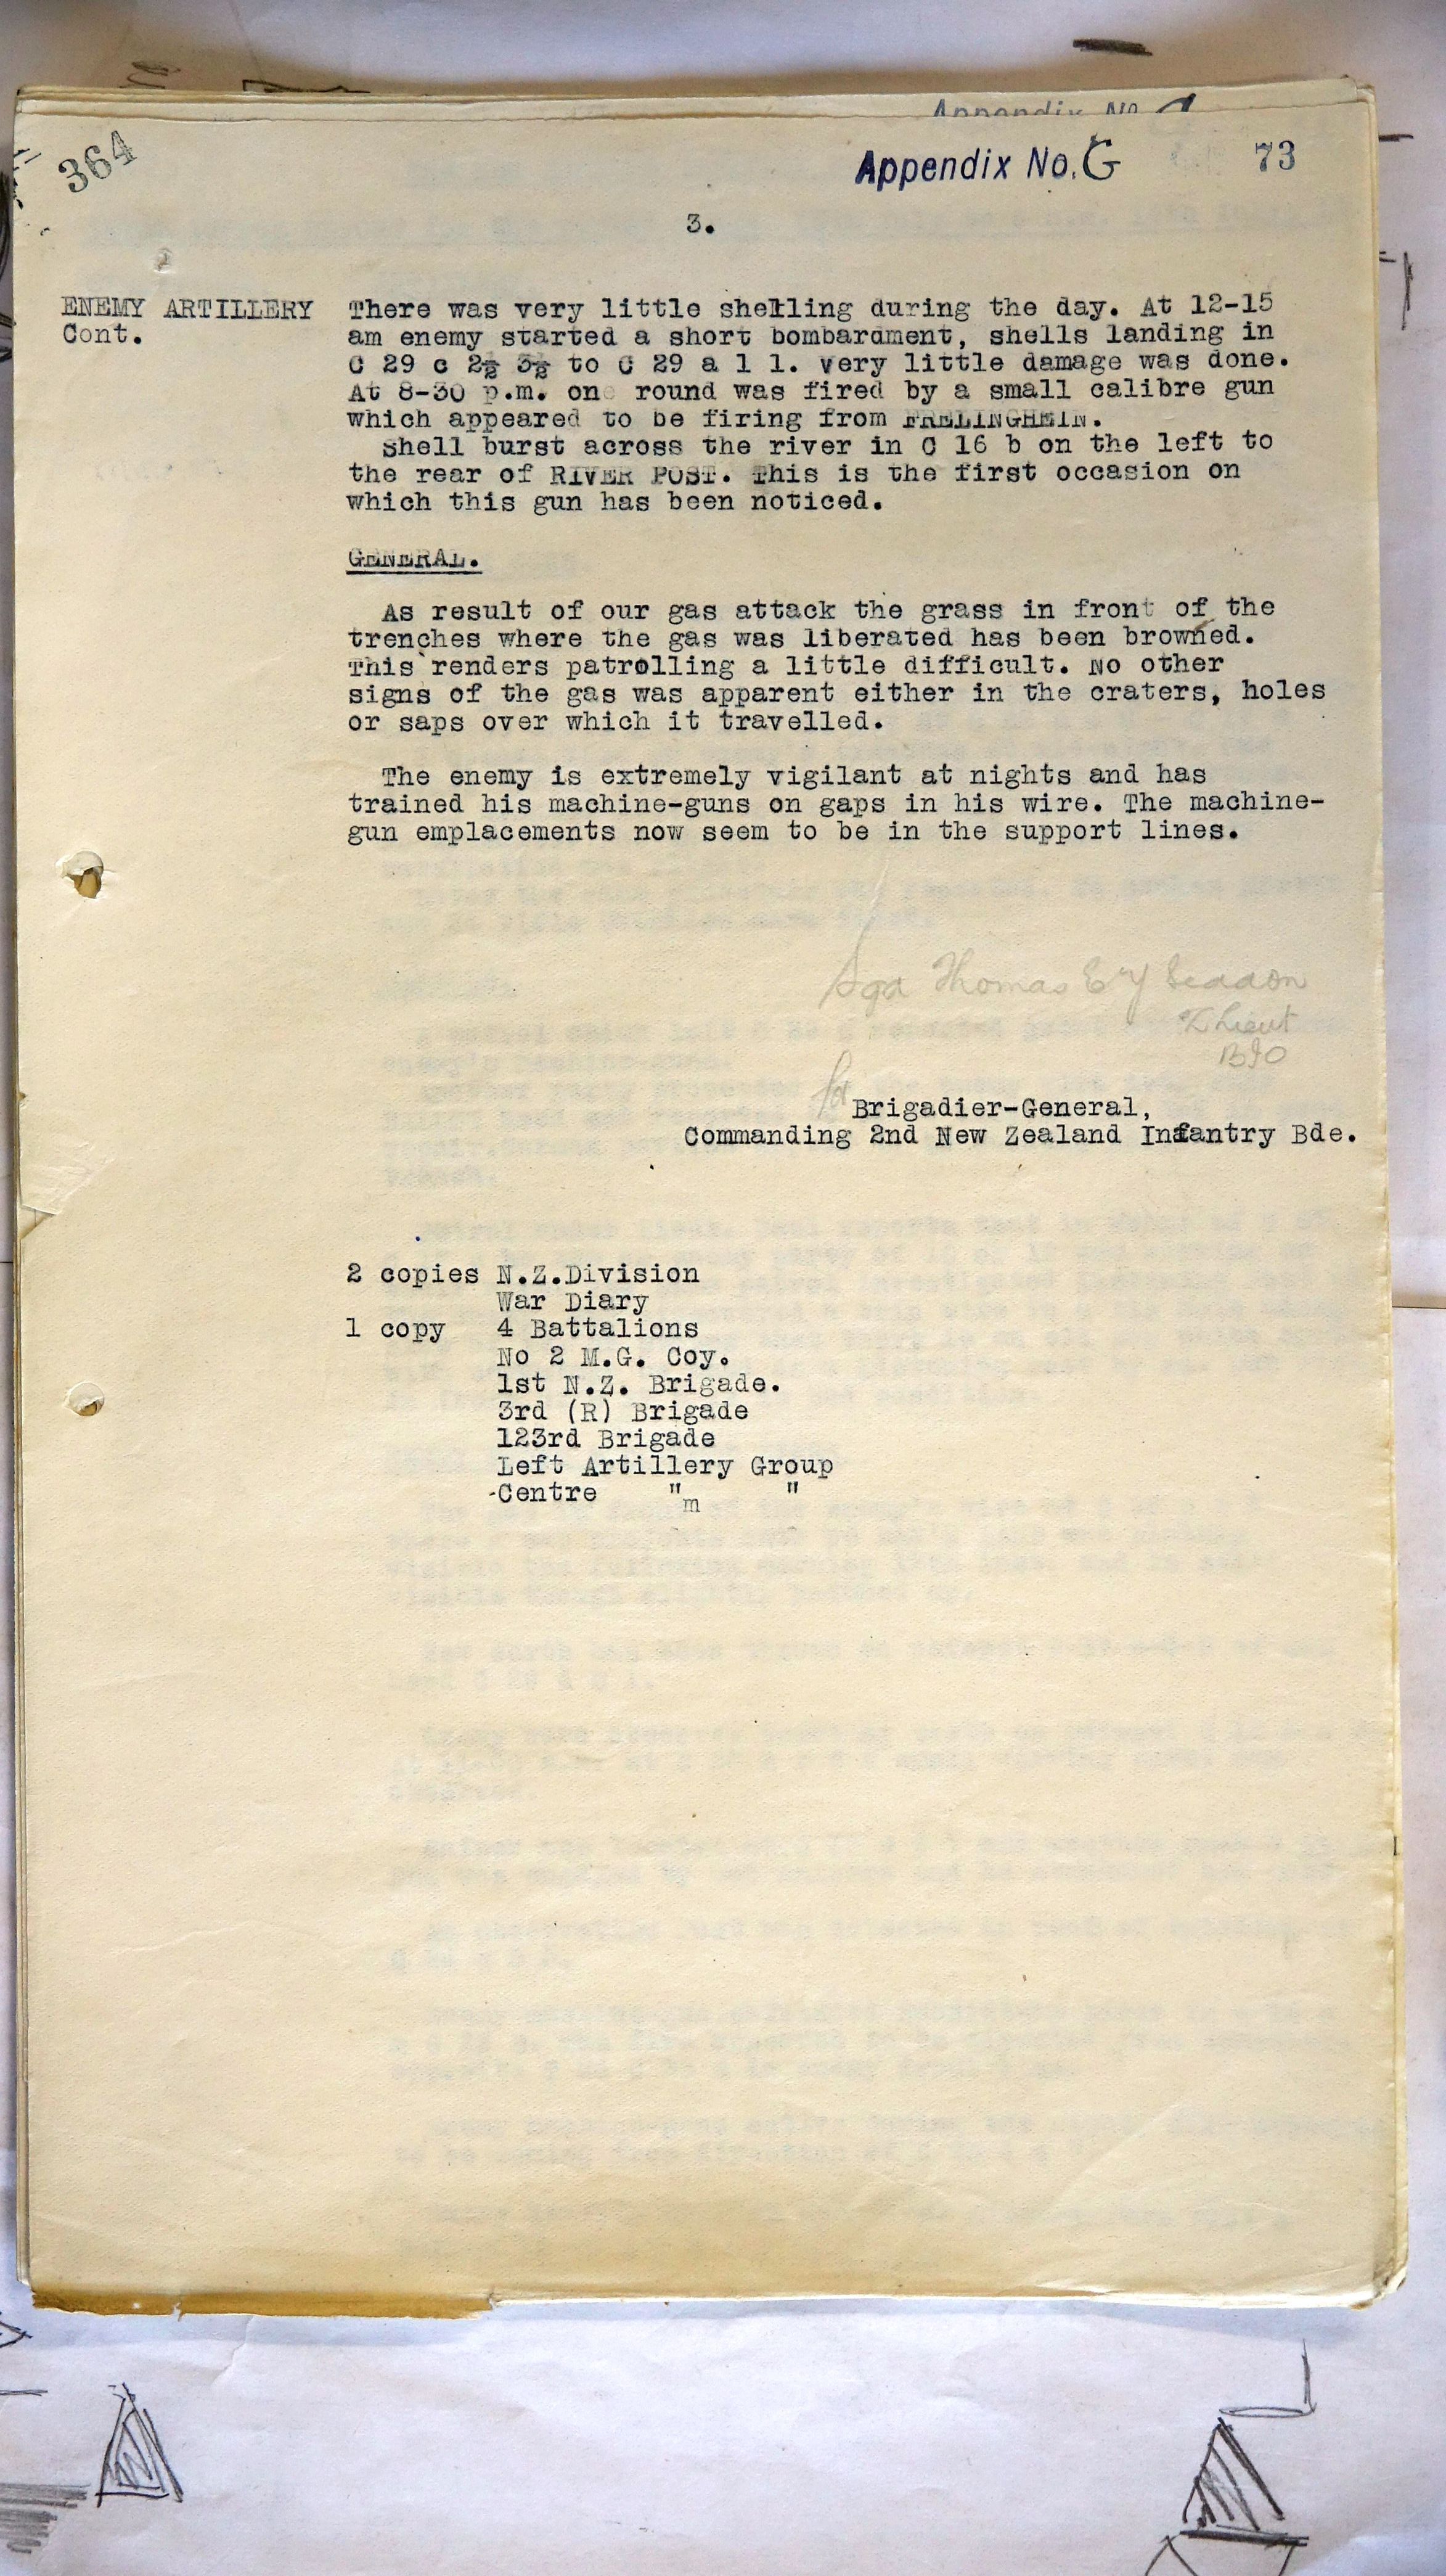 Appendix No.
364
Appendix No. G
73
3.
ENEMY ARTILLERY
Cont.
There was very little shelling during the day. At 12-15
am enemy started a short bombardment, shells landing in
C 29 c 2½ 3½ to C 29 a 1 1. very little damage was done.
At 8-30 p.m. one round was fired by a small calibre gun
which appeared to be firing from FRELINGHEIN.
Shell burst across the river in C 16 b on the left to
the rear of RIVER POST. This is the first occasion on
which this gun has been noticed.
GENERAL.
As result of our gas attack the grass in front of the
trenches where the gas was liberated has been browned.
This renders patrolling a little difficult. No other
signs of the gas was apparent either in the craters, holes
or saps over which it travelled.
The enemy is extremely vigilant at nights and has
trained his machine-guns on gaps in his wire. The machine-
gun emplacements now seem to be in the support lines.
Sgd Thomas E Y Seddon
2/Lieut
BIO
for Brigadier-General,
Commanding 2nd New Zealand Infantry Bde.
2 copies N.Z.Division
War Diary
1 copy 4 Battalions
No 2 M.G. Coy.
1st N.Z. Brigade.
3rd (R) Brigade
123rd Brigade
Left Artillery Group
-Centre "m "